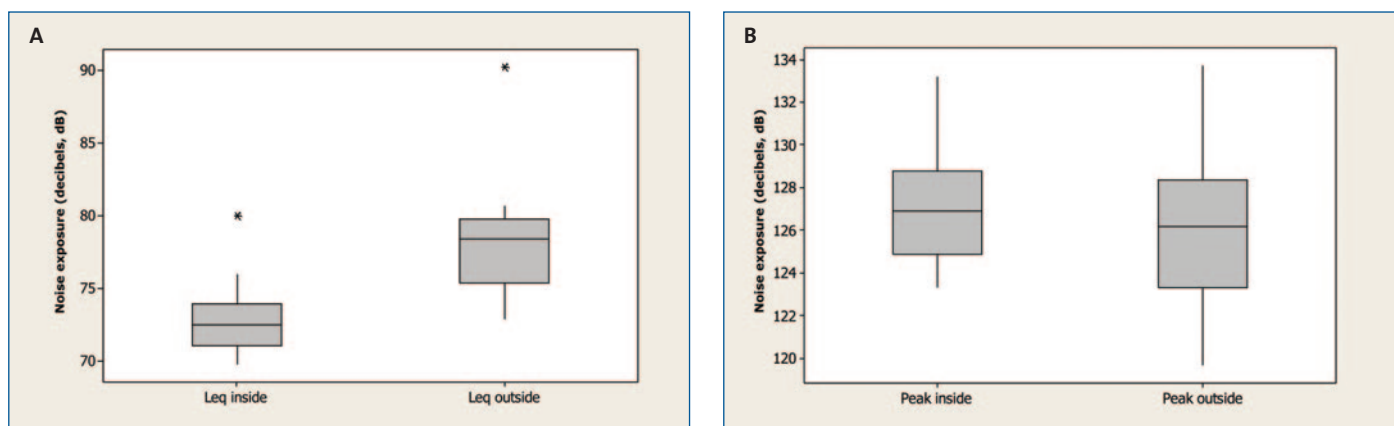 A
Noise exposure (decibels, dB)
90
85
80
75
70
*
*
Leq inside
Leq outside
B
Noise exposure (decibels, dB)
134
132
130
128
126
124
122
120
Peak inside
Peak outside